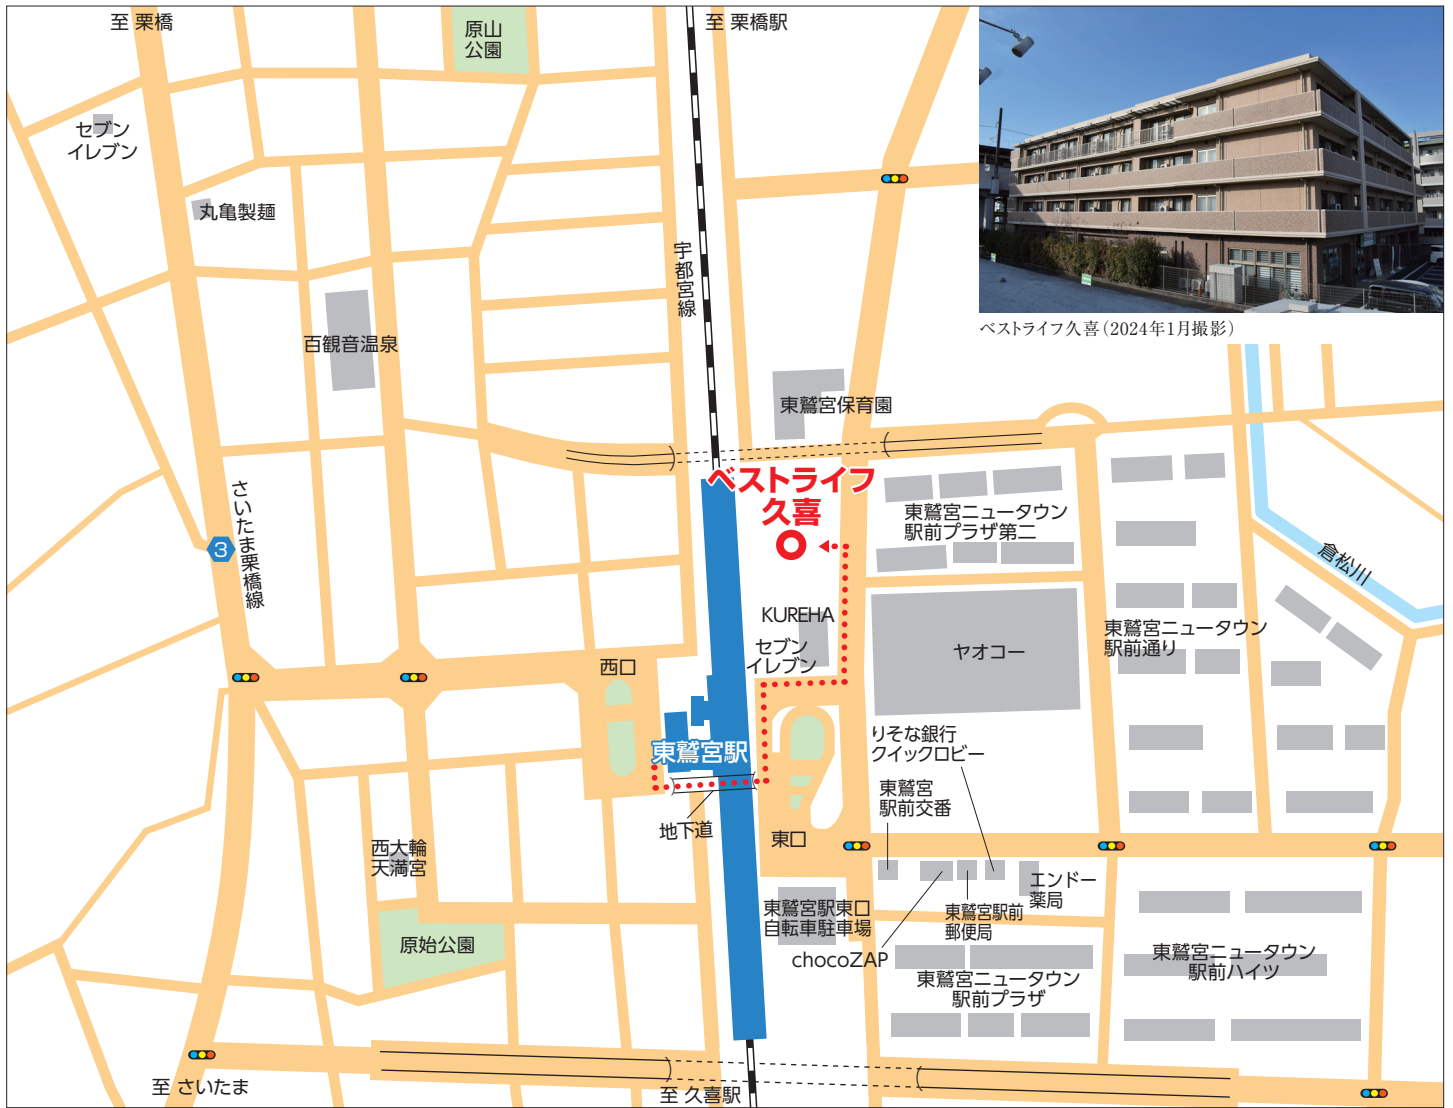 至 栗橋
原山
公園
至 栗橋駅
セブン
イレブン
丸亀製麺
宇都宮線
百観音温泉
ベストライフ久喜(2024年1月撮影)
東鷲宮保育園
さいたま栗橋線
3
ベストライフ
久喜
東鷲宮ニュータウン
駅前プラザ第二
倉松川
KUREHA
セブン
イレブン
ヤオコー
東鷲宮ニュータウン
駅前通り
西口
東鷲宮駅
りそな銀行
クイックロビー
東鷲宮
駅前交番
地下道
東口
西大輪
天満宮
エンドー
薬局
東鷲宮駅東口
自転車駐車場
東鷲宮駅前
郵便局
原始公園
chocoZAP
東鷲宮ニュータウン
駅前プラザ
東鷲宮ニュータウン
駅前ハイツ
至 さいたま
至 久喜駅